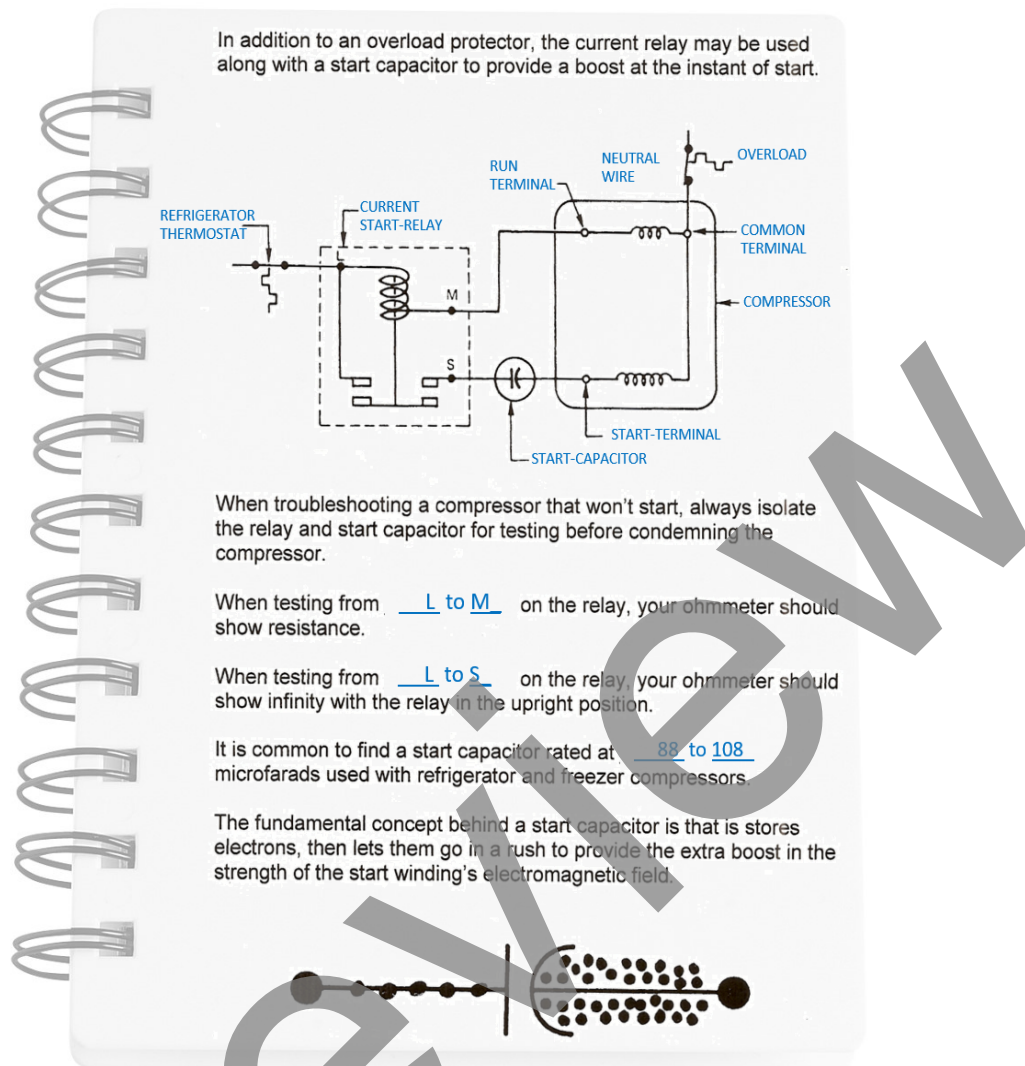 In addition to an overload protector, the current relay may be used
along with a start capacitor to provide a boost at the instant of start.
OVERLOAD
NEUTRAL
WIRE
RUN
TERMINAL
CURRENT
START-RELAY
REFRIGERATOR
THERMOSTAT
COMMON
TERMINAL
L
M
COMPRESSOR
S
START-TERMINAL
START-CAPACITOR
When troubleshooting a compressor that won't start, always isolate
the relay and start capacitor for testing before condemning the
compressor.
When testing from __L to M_ on the relay, your ohmmeter should
show resistance.
When testing from __L to S_ on the relay, your ohmmeter should
show infinity with the relay in the upright position.
It is common to find a start capacitor rated at __88 to 108
microfarads used with refrigerator and freezer compressors.
The fundamental concept behind a start capacitor is that is stores
electrons, then lets them go in a rush to provide the extra boost in the
strength of the start winding's electromagnetic field.
eview